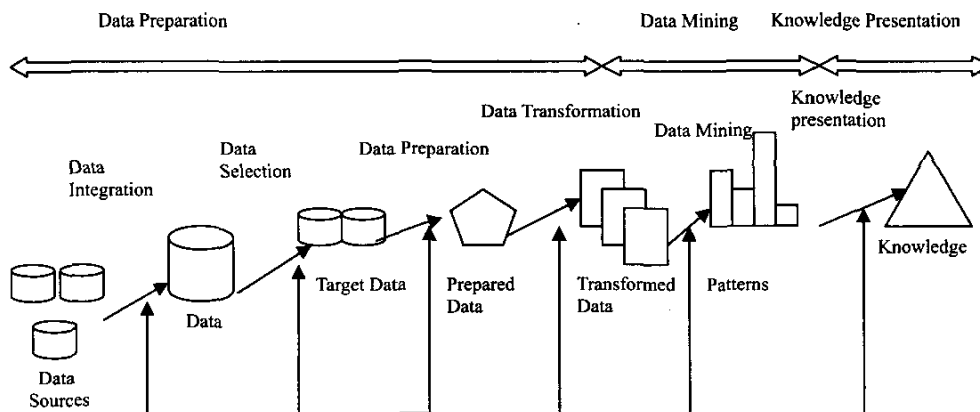 Data Preparation
Data Mining
Knowledge Presentation
Data Transformation
Knowledge
presentation
Data Mining
Data
Selection
Data Preparation
Data
Integration
Knowledge
Target Data
Prepared
Data
Transformed
Data
Patterns
Data
Data
Sources